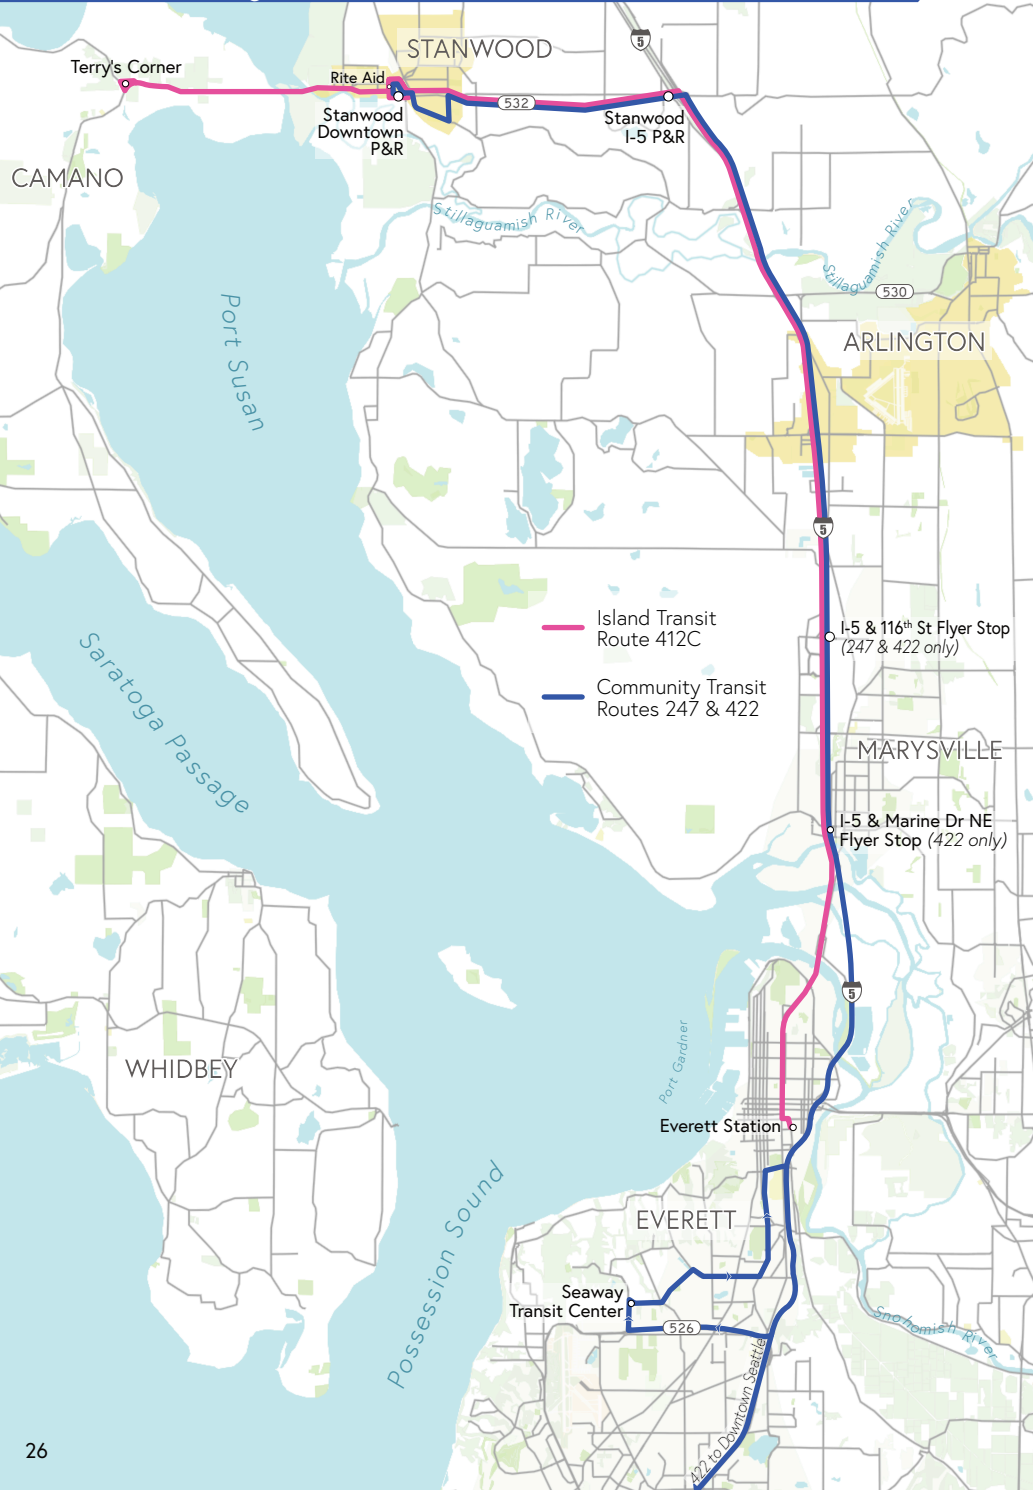 5
STANWOOD
Terry's Corner
Rite Aid
532
Stanwood
Downtown
P&R
Stanwood
I-5 P&R
CAMANO
Stillaguamish River
Stillaguamish River
530
Port Susan
ARLINGTON
5
Island Transit
Route 412C
I-5 & 116th St Flyer Stop
(247 & 422 only)
Community Transit
Routes 247 & 422
Saratoga Passage
MARYSVILLE
I-5 & Marine Dr NE
Flyer Stop (422 only)
5
Port Gardner
WHIDBEY
Everett Station
Possession Sound
EVERETT
Seaway
Transit Center
526
Snohomish River
422 to Downtown Seattle
26